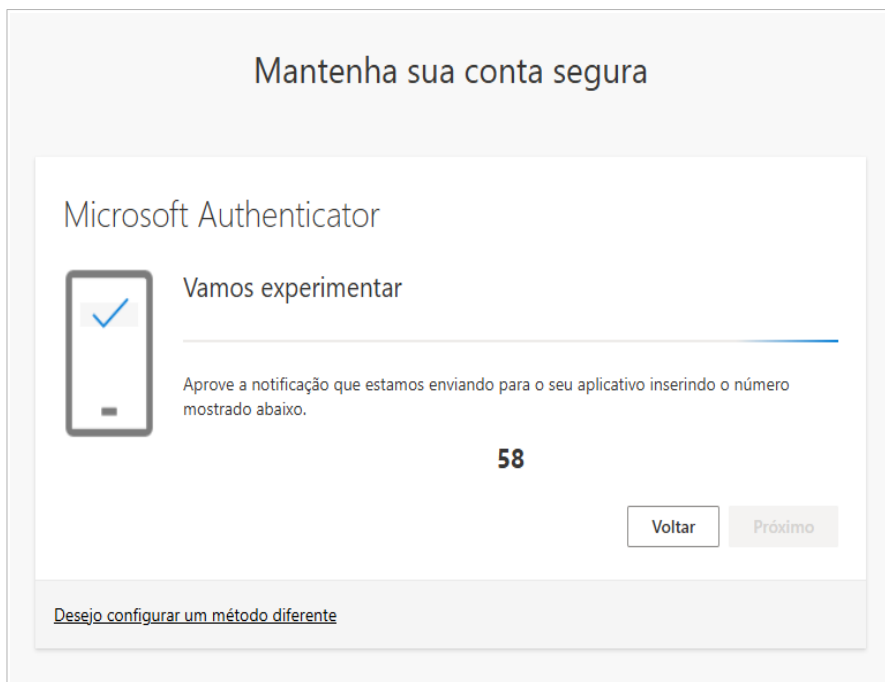 Mantenha sua conta segura
Microsoft Authenticator
Vamos experimentar
Aprove a notificação que estamos enviando para o seu aplicativo inserindo o número
mostrado abaixo.
58
Voltar
Próximo
Desejo configurar um método diferente